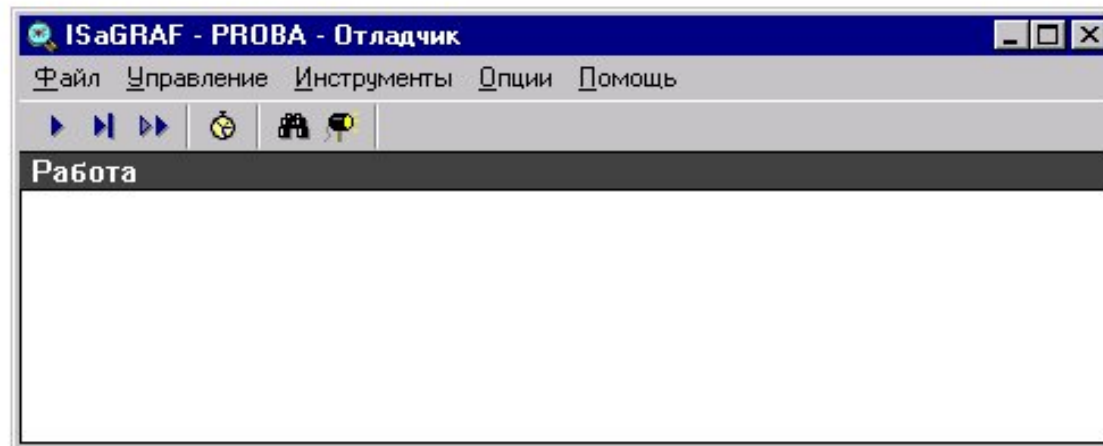 ISaGRAF - PROBA - Отладчик
Файл Управление Инструменты Опции Помощь
Работа